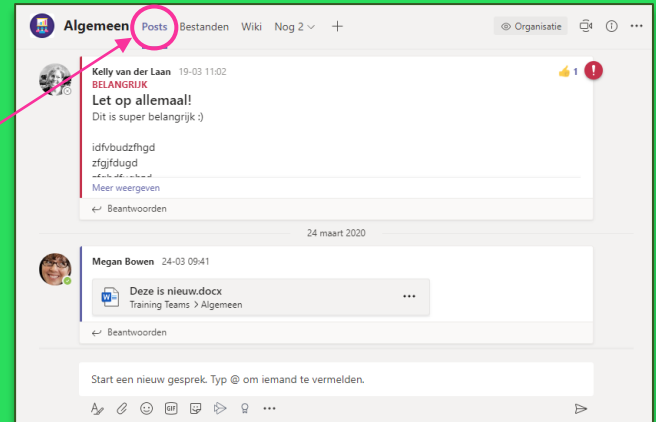 Algemeen Posts Bestanden Wiki Nog 2 Organisatie
Kelly van der Laan 19-03 11:02 1
BELANGRIJK
Let op allemaal!
Dit is super belangrijk :)
idfvbudzfhgd
zfgjfdugd
Meer weergeven
Beantwoorden
24 maart 2020
Megan Bowen 24-03 09:41
Deze is nieuw.docx
Training Teams > Algemeen
Beantwoorden
Start een nieuw gesprek. Typ @ om iemand te vermelden.
GIF